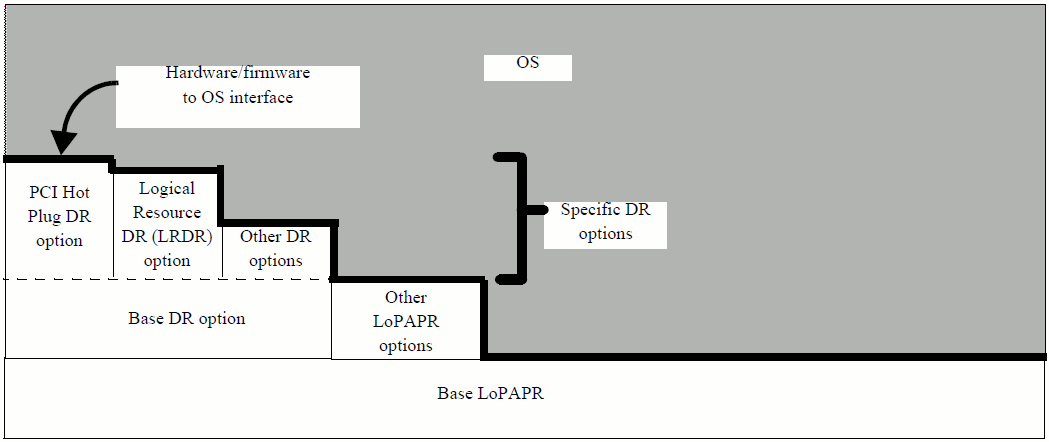 Hardware/firmware
to OS interface
OS
PCI Hot
Plug DR
option
Logical
Resource
DR (LRDR)
option
Other DR
options
Specific DR
options
Base DR option
Other
LoPAPR
options
Base LoPAPR